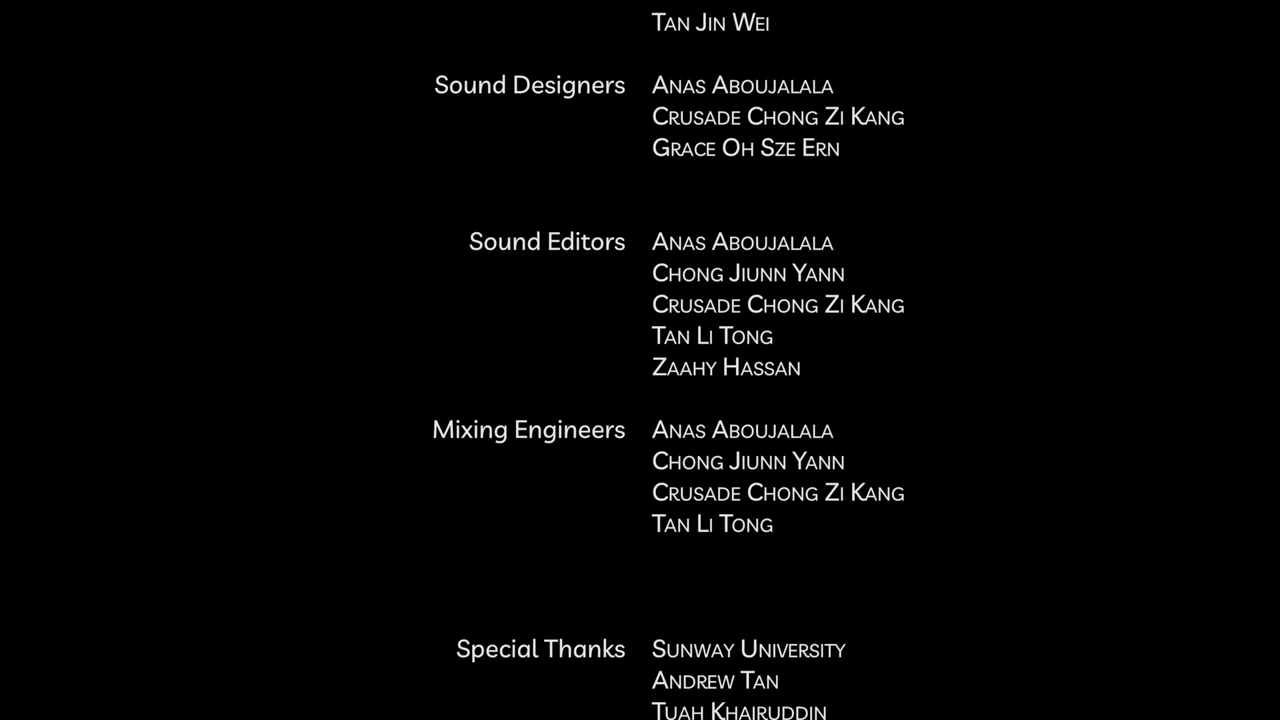 Tan Jin Wei
Sound Designers Anas Aboujalala
Crusade Chong Zi Kang
Grace Oh Sze Ern
Sound Editors Anas Aboujalala
Chong Jiunn Yann
Crusade Chong Zi Kang
Tan Li Tong
Zaahy Hassan
Mixing Engineers Anas Aboujalala
Chong Jiunn Yann
Crusade Chong Zi Kang
Tan Li Tong
Special Thanks Sunway University
Andrew Tan
Tuah Khairuddin